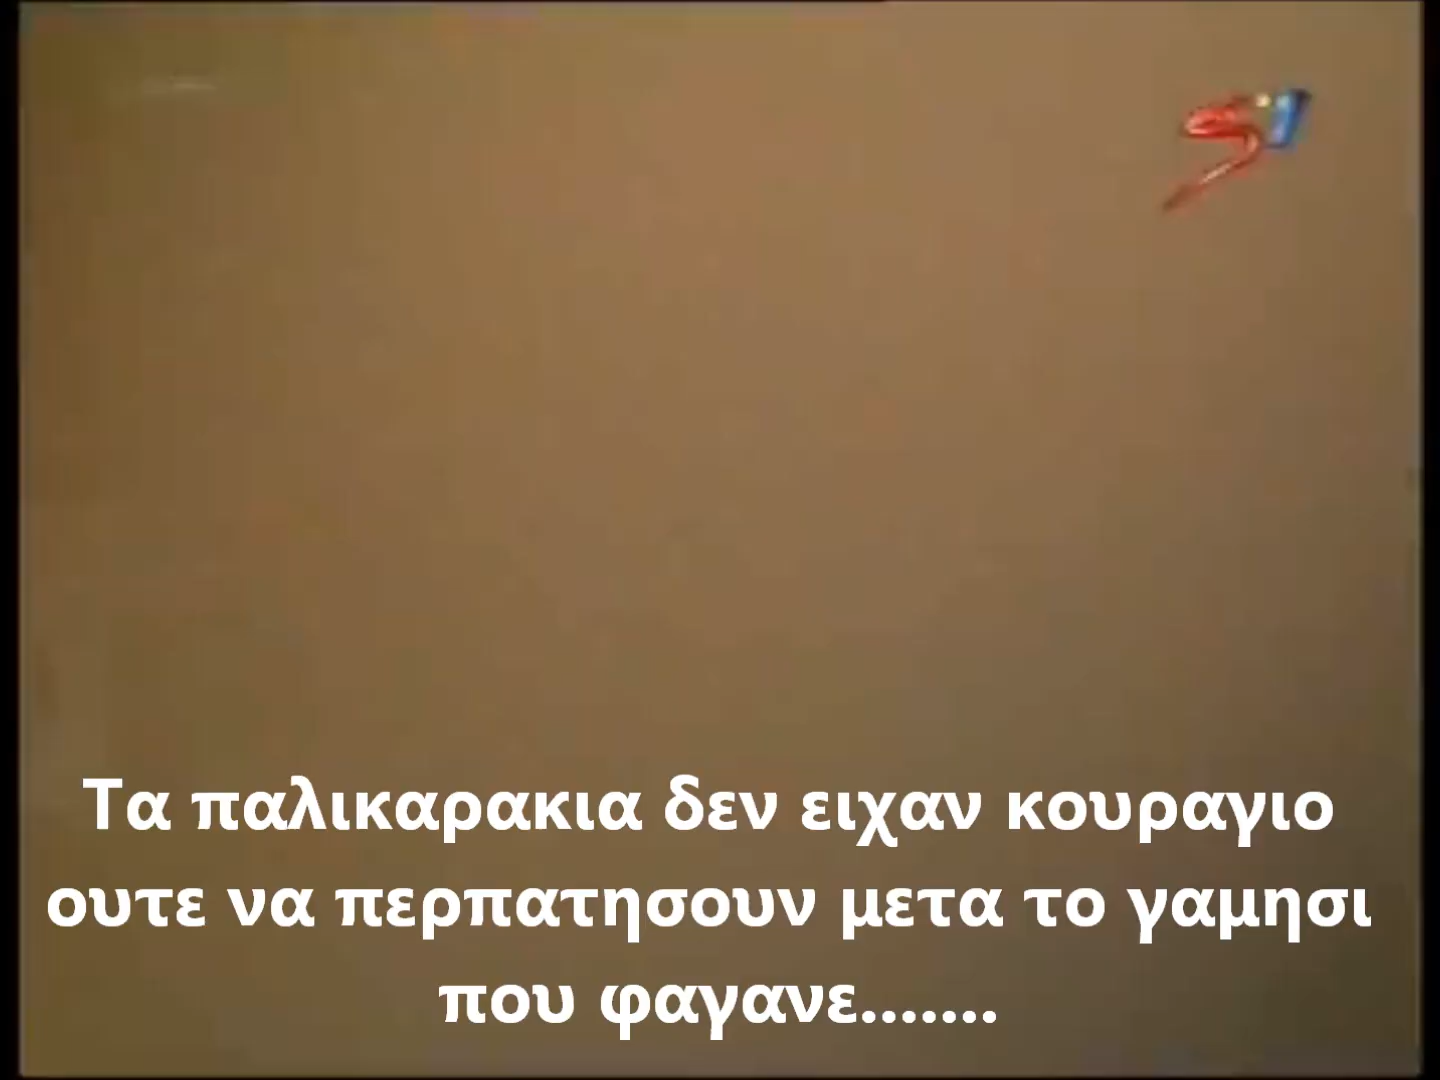 Τα παλικαρακια δεν ειχαν κουραγιο
ουτε να περπατησουν μετα το γαμησι
που φαγανε.......